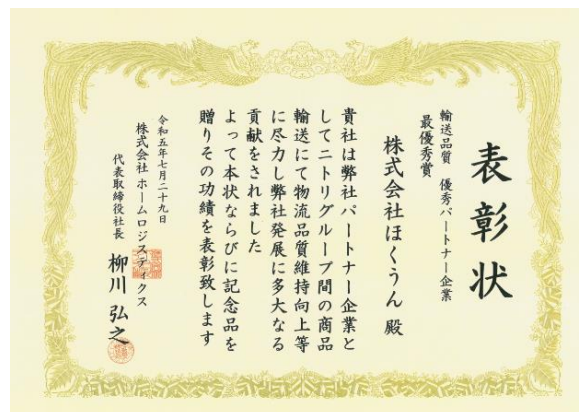 表彰状
輸送品質 優秀パートナー企業
最優秀賞
株式会社ほくうん 殿
貴社は弊社パートナー企業と
してニトリグループ間の商品
輸送にて物流品質維持向上等
に尽力し弊社発展に多大なる
貢献をされました
よって本状ならびに記念品を
贈りその功績を表彰致します
令和五年七月二十九日
株式会社 ホームロジスティクス
代表取締役社長 柳川 弘之